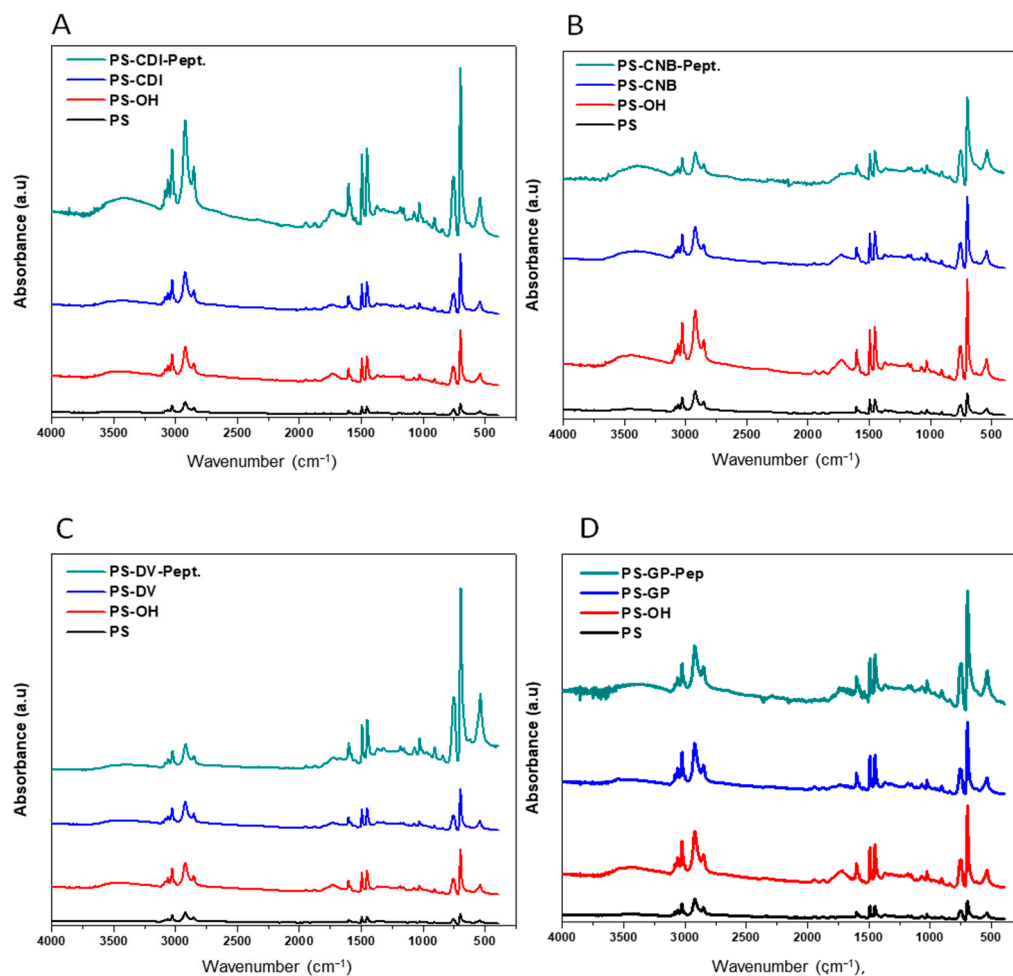 A
PS-CDI-Pept.
PS-CDI
PS-OH
PS
Absorbance (a.u)
4000 3500 3000 2500 2000 1500 1000 500
Wavenumber (cm⁻¹)
B
PS-CNB-Pept.
PS-CNB
PS-OH
PS
Absorbance (a.u)
4000 3500 3000 2500 2000 1500 1000 500
Wavenumber (cm⁻¹)
C
PS-DV-Pept.
PS-DV
PS-OH
PS
Absorbance (a.u)
4000 3500 3000 2500 2000 1500 1000 500
Wavenumber (cm⁻¹)
D
PS-GP-Pep
PS-GP
PS-OH
PS
Absorbance (a.u)
4000 3500 3000 2500 2000 1500 1000 500
Wavenumber (cm⁻¹),